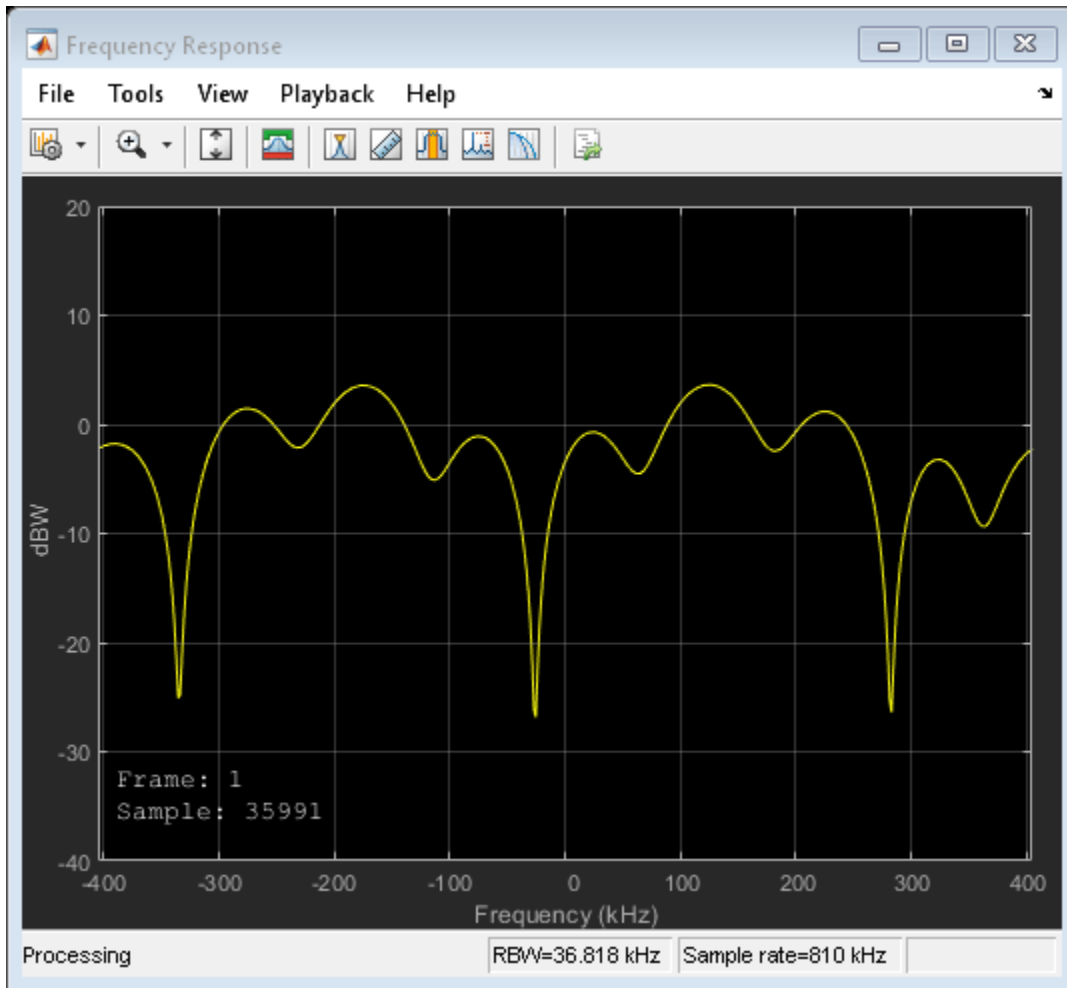 Frequency Response
File Tools View Playback Help
20
10
0
-10
-20
-30
-40
dBW
Frame: 1
Sample: 35991
-400 -300 -200 -100 0 100 200 300 400
Frequency (kHz)
Processing RBW=36.818 kHz Sample rate=810 kHz